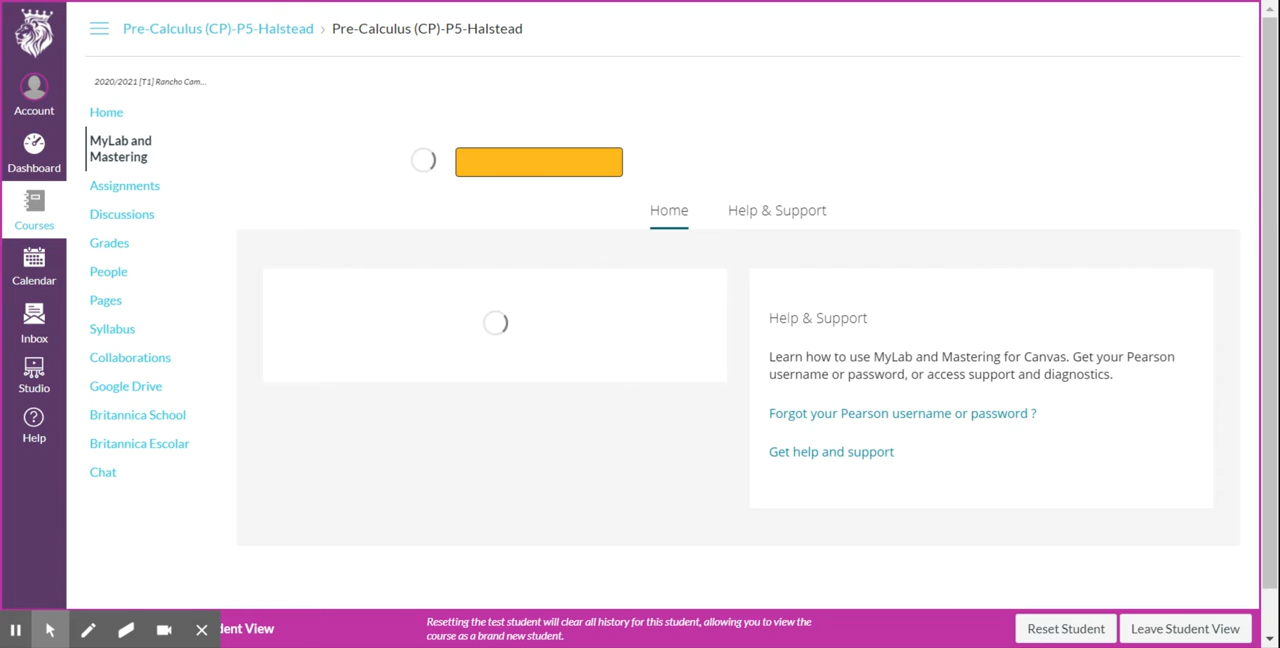 Pre-Calculus (CP)-P5-Halstead › Pre-Calculus (CP)-P5-Halstead
2020/2021 [T1] Rancho Cam...
Account
Dashboard
Courses
Calendar
Inbox
Studio
Help
Home
MyLab and
Mastering
Assignments
Discussions
Grades
People
Pages
Syllabus
Collaborations
Google Drive
Britannica School
Britannica Escolar
Chat
Home Help & Support
Help & Support
Learn how to use MyLab and Mastering for Canvas. Get your Pearson
username or password, or access support and diagnostics.
Forgot your Pearson username or password ?
Get help and support
View
Resetting the test student will clear all history for this student, allowing you to view the
course as a brand new student.
Reset Student
Leave Student View